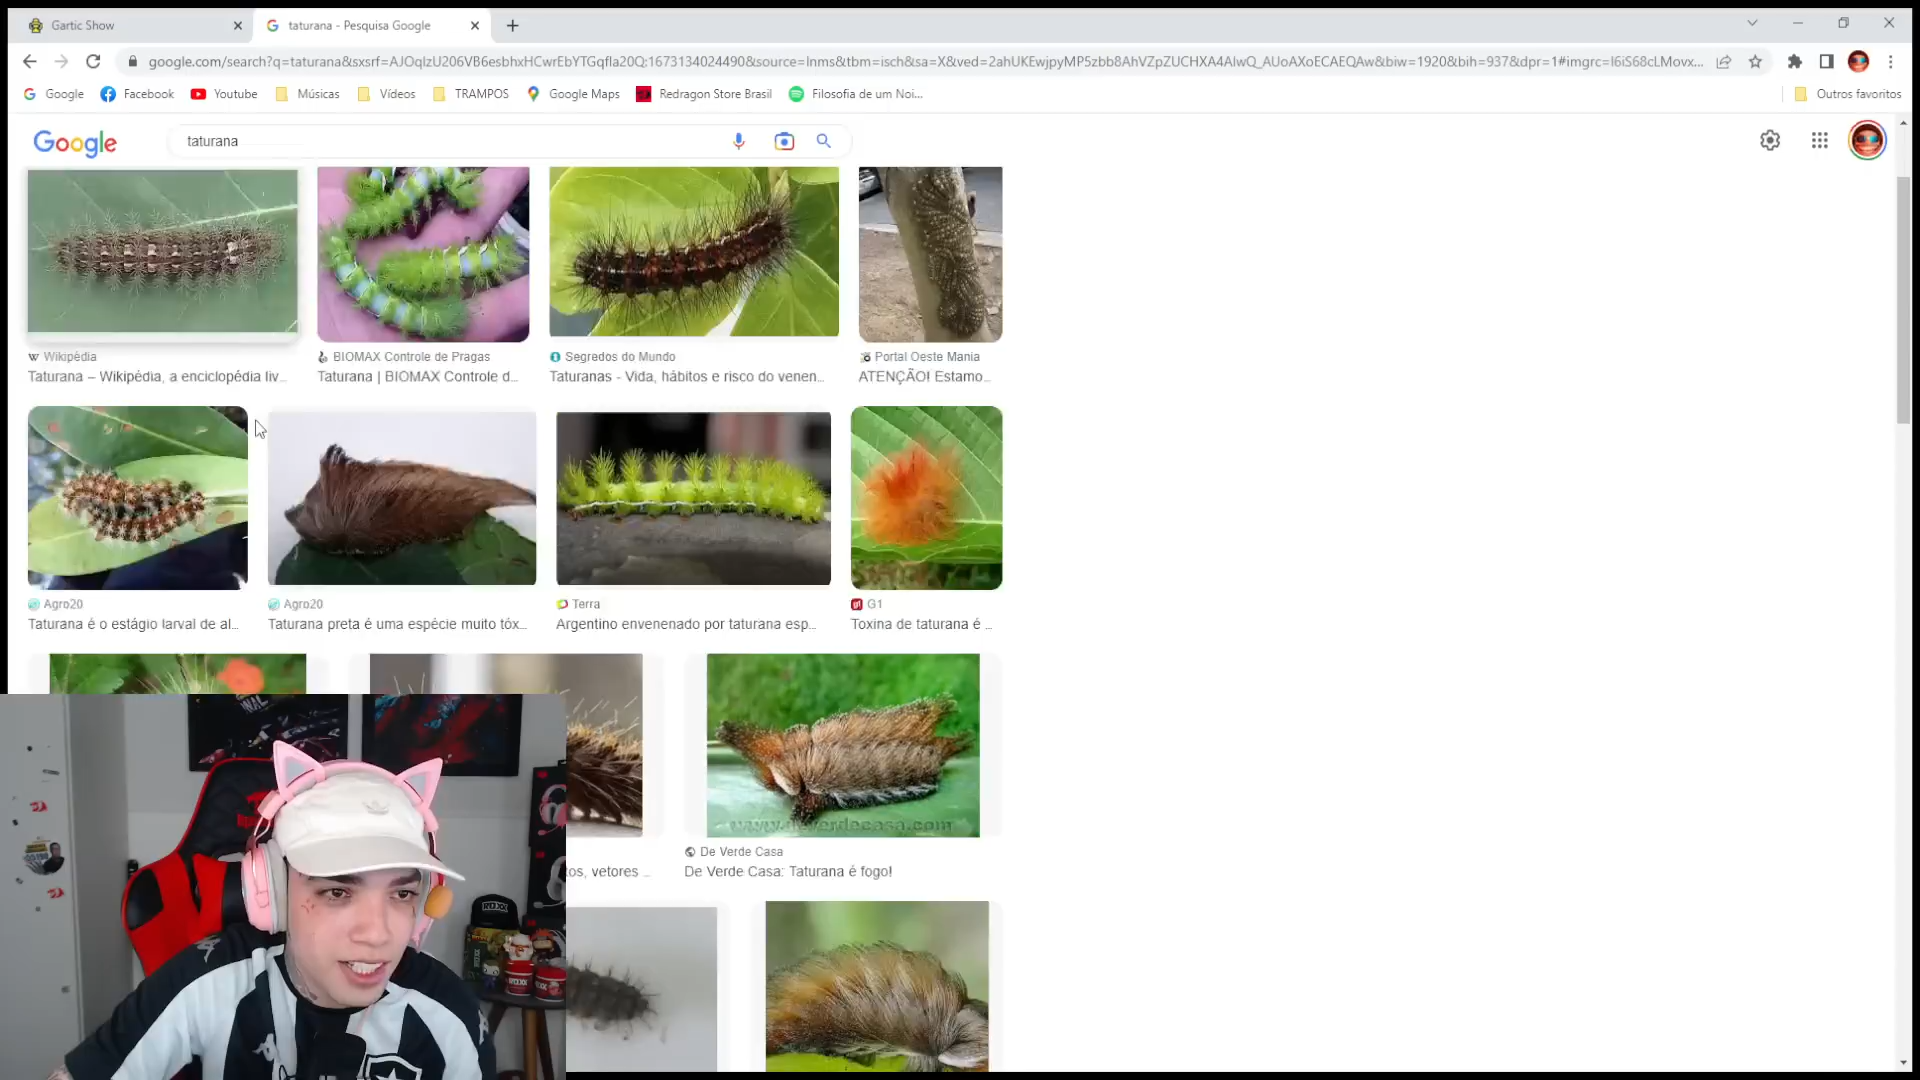 Gartic Show
taturana - Pesquisa Google
google.com/search?q=taturana&sxsrf=AJOqlzU206VB6esbhxHCwrEbYTGqfla20Q:1673134024490&source=lnms&tbm=isch&sa=X&ved=2ahUKEwjpyMP5zbb8AhVZpZUCHXA4AlwQ_AUoAXoECAEQAw&biw=1920&bih=937&dpr=1#imgrc=I6iS68cLMovx...
Google
Facebook
Youtube
Músicas
Vídeos
TRAMPOS
Google Maps
Redragon Store Brasil
Filosofia de um Noi...
Outros favoritos
Google
taturana
W Wikipédia
Taturana – Wikipédia, a enciclopédia liv...
BIOMAX Controle de Pragas
Taturana | BIOMAX Controle d...
Segredos do Mundo
Taturanas - Vida, hábitos e risco do venen...
Portal Oeste Mania
ATENÇÃO! Estamo...
Agro20
Taturana é o estágio larval de al...
Agro20
Taturana preta é uma espécie muito tóx...
Terra
Argentino envenenado por taturana esp...
G1
Toxina de taturana é ...
www.deverdecasa.com
De Verde Casa
De Verde Casa: Taturana é fogo!
os, vetores ...